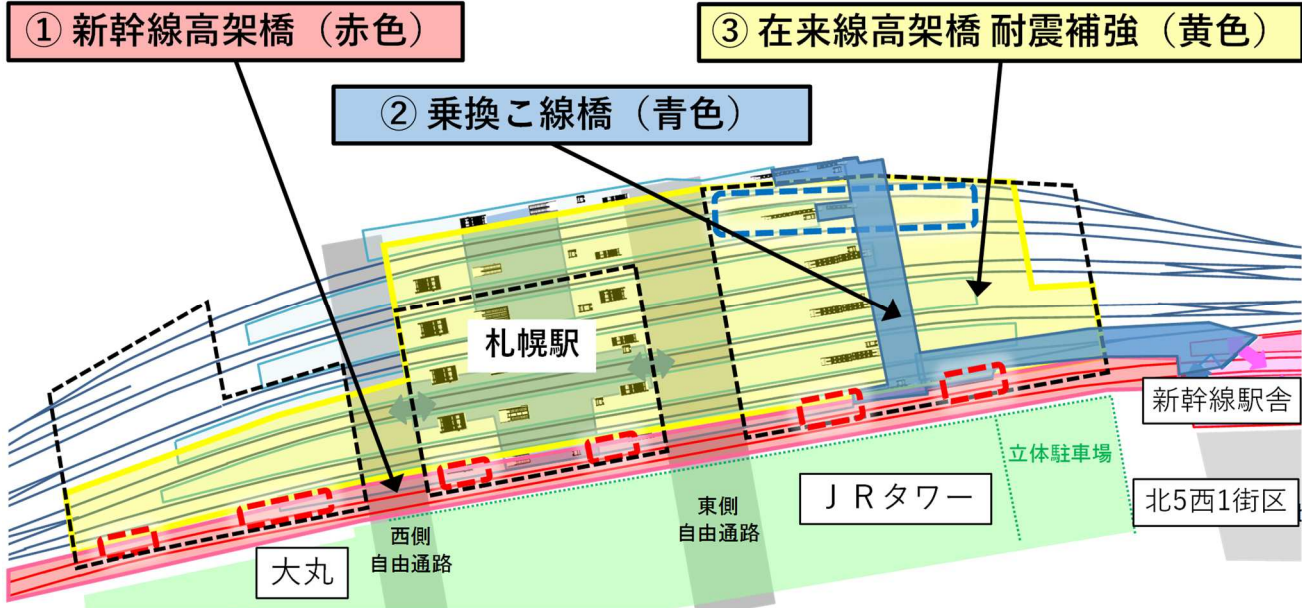 ① 新幹線高架橋（赤色）
③ 在来線高架橋 耐震補強（黄色）
② 乗換こ線橋（青色）
札幌駅
新幹線駅舎
立体駐車場
ＪＲタワー
北5西1街区
東側
自由通路
西側
自由通路
大丸